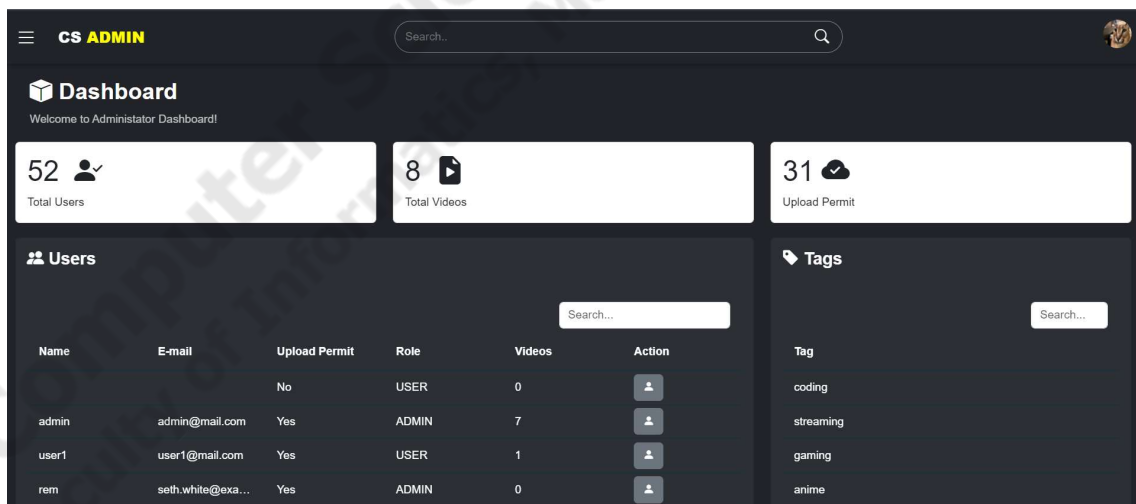 CS ADMIN
Search..
Dashboard
Welcome to Administator Dashboard!
52
Total Users
8
Total Videos
31
Upload Permit
Users
Search...
Name E-mail Upload Permit Role Videos Action
No USER 0
admin admin@mail.com Yes ADMIN 7
user1 user1@mail.com Yes USER 1
rem seth.white@exa... Yes ADMIN 0
Tags
Search...
Tag
coding
streaming
gaming
anime